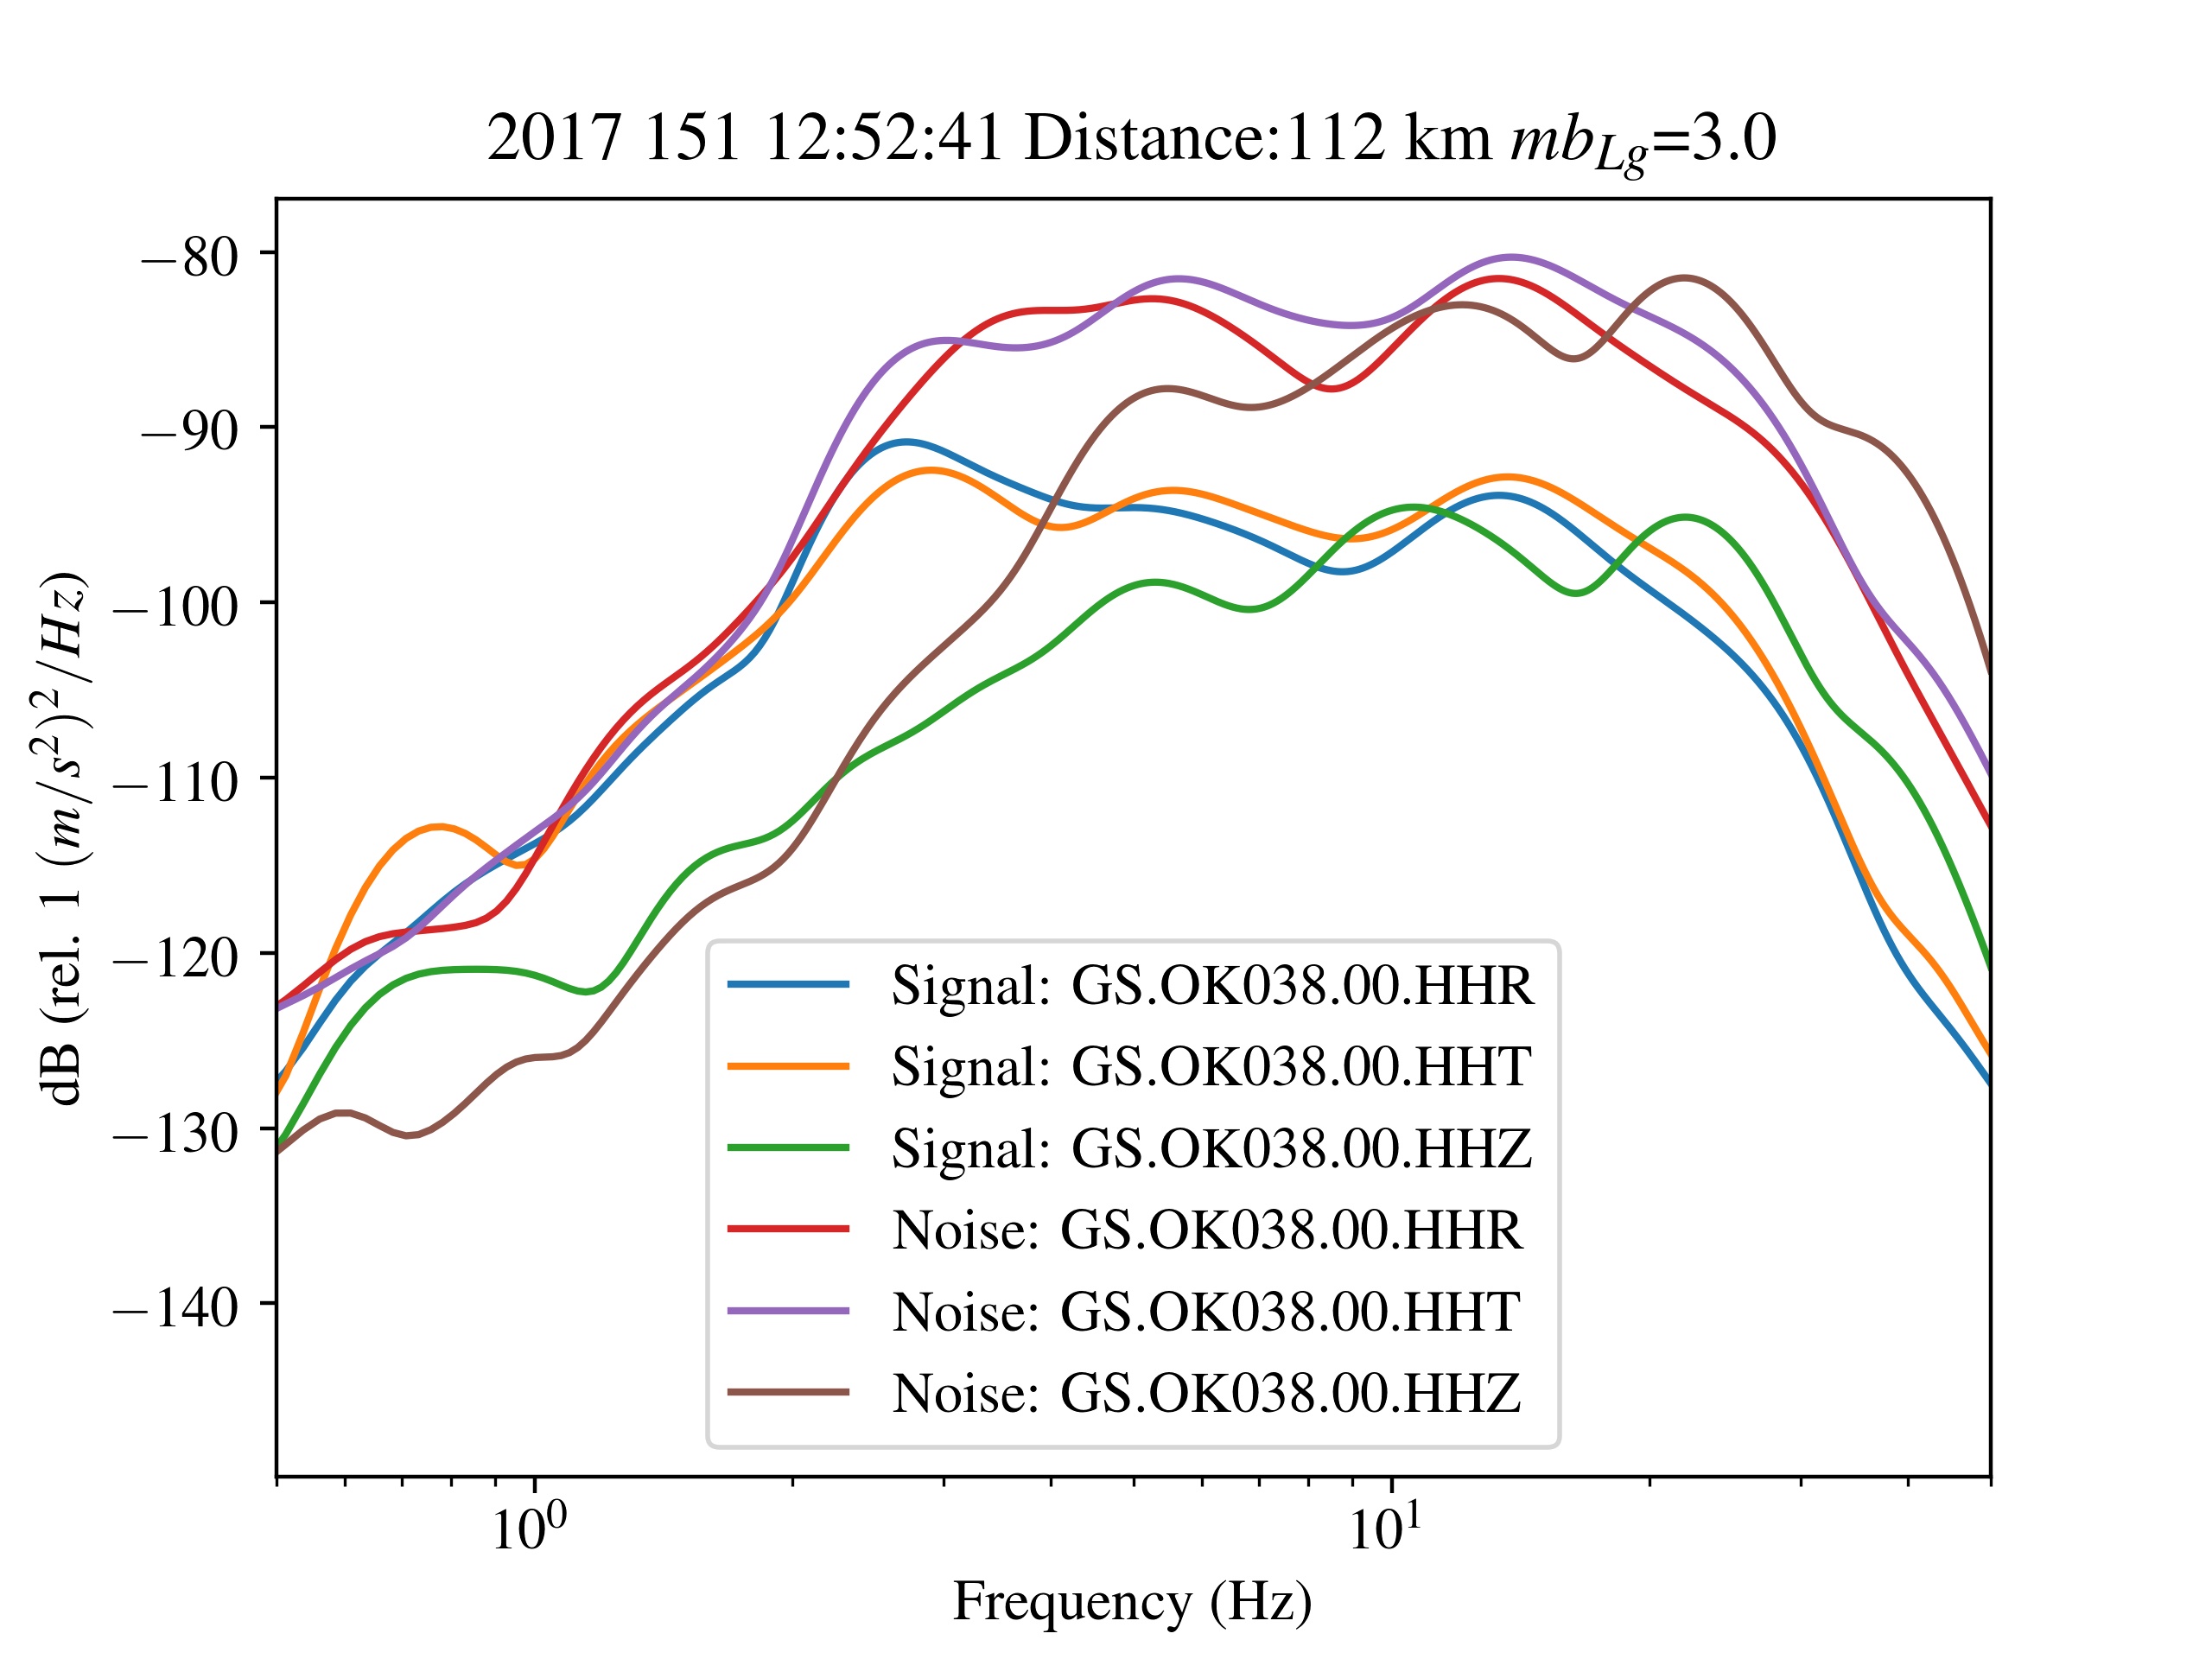 2017 151 12:52:41 Distance:112 km mb_Lg=3.0
dB (rel. 1 (m/s²)²/Hz.)
−80
−90
−100
−110
−120
−130
−140
Signal: GS.OK038.00.HHR
Signal: GS.OK038.00.HHT
Signal: GS.OK038.00.HHZ
Noise: GS.OK038.00.HHR
Noise: GS.OK038.00.HHT
Noise: GS.OK038.00.HHZ
10⁰ 10¹
Frequency (Hz)